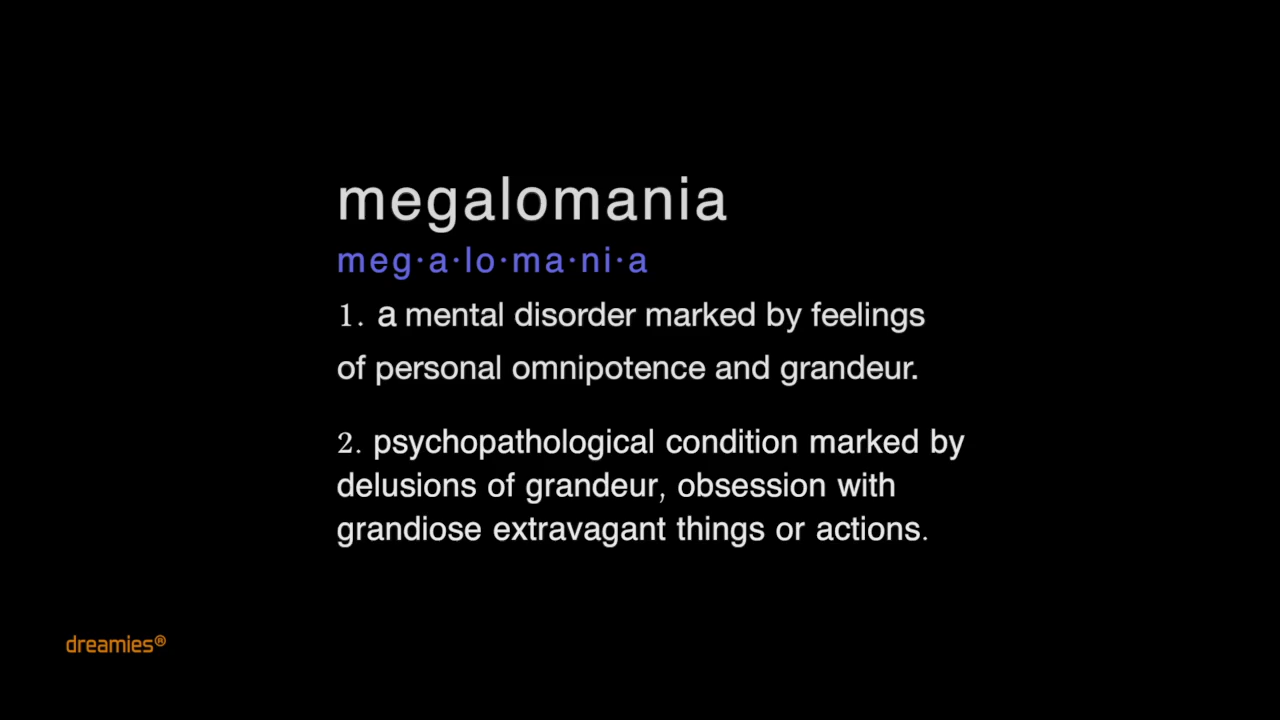 megalomania
meg·a·lo·ma·ni·a
1. a mental disorder marked by feelings
of personal omnipotence and grandeur.
2. psychopathological condition marked by
delusions of grandeur, obsession with
grandiose extravagant things or actions.
dreamies®